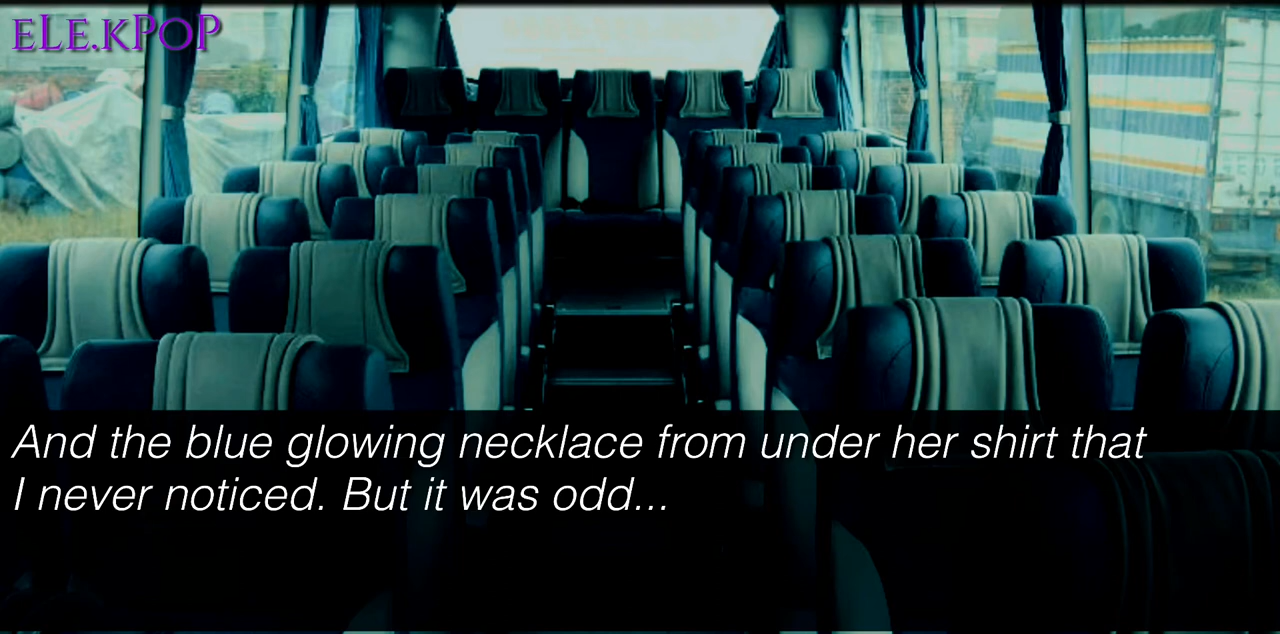 ELE.KPOP
And the blue glowing necklace from under her shirt that
I never noticed. But it was odd...